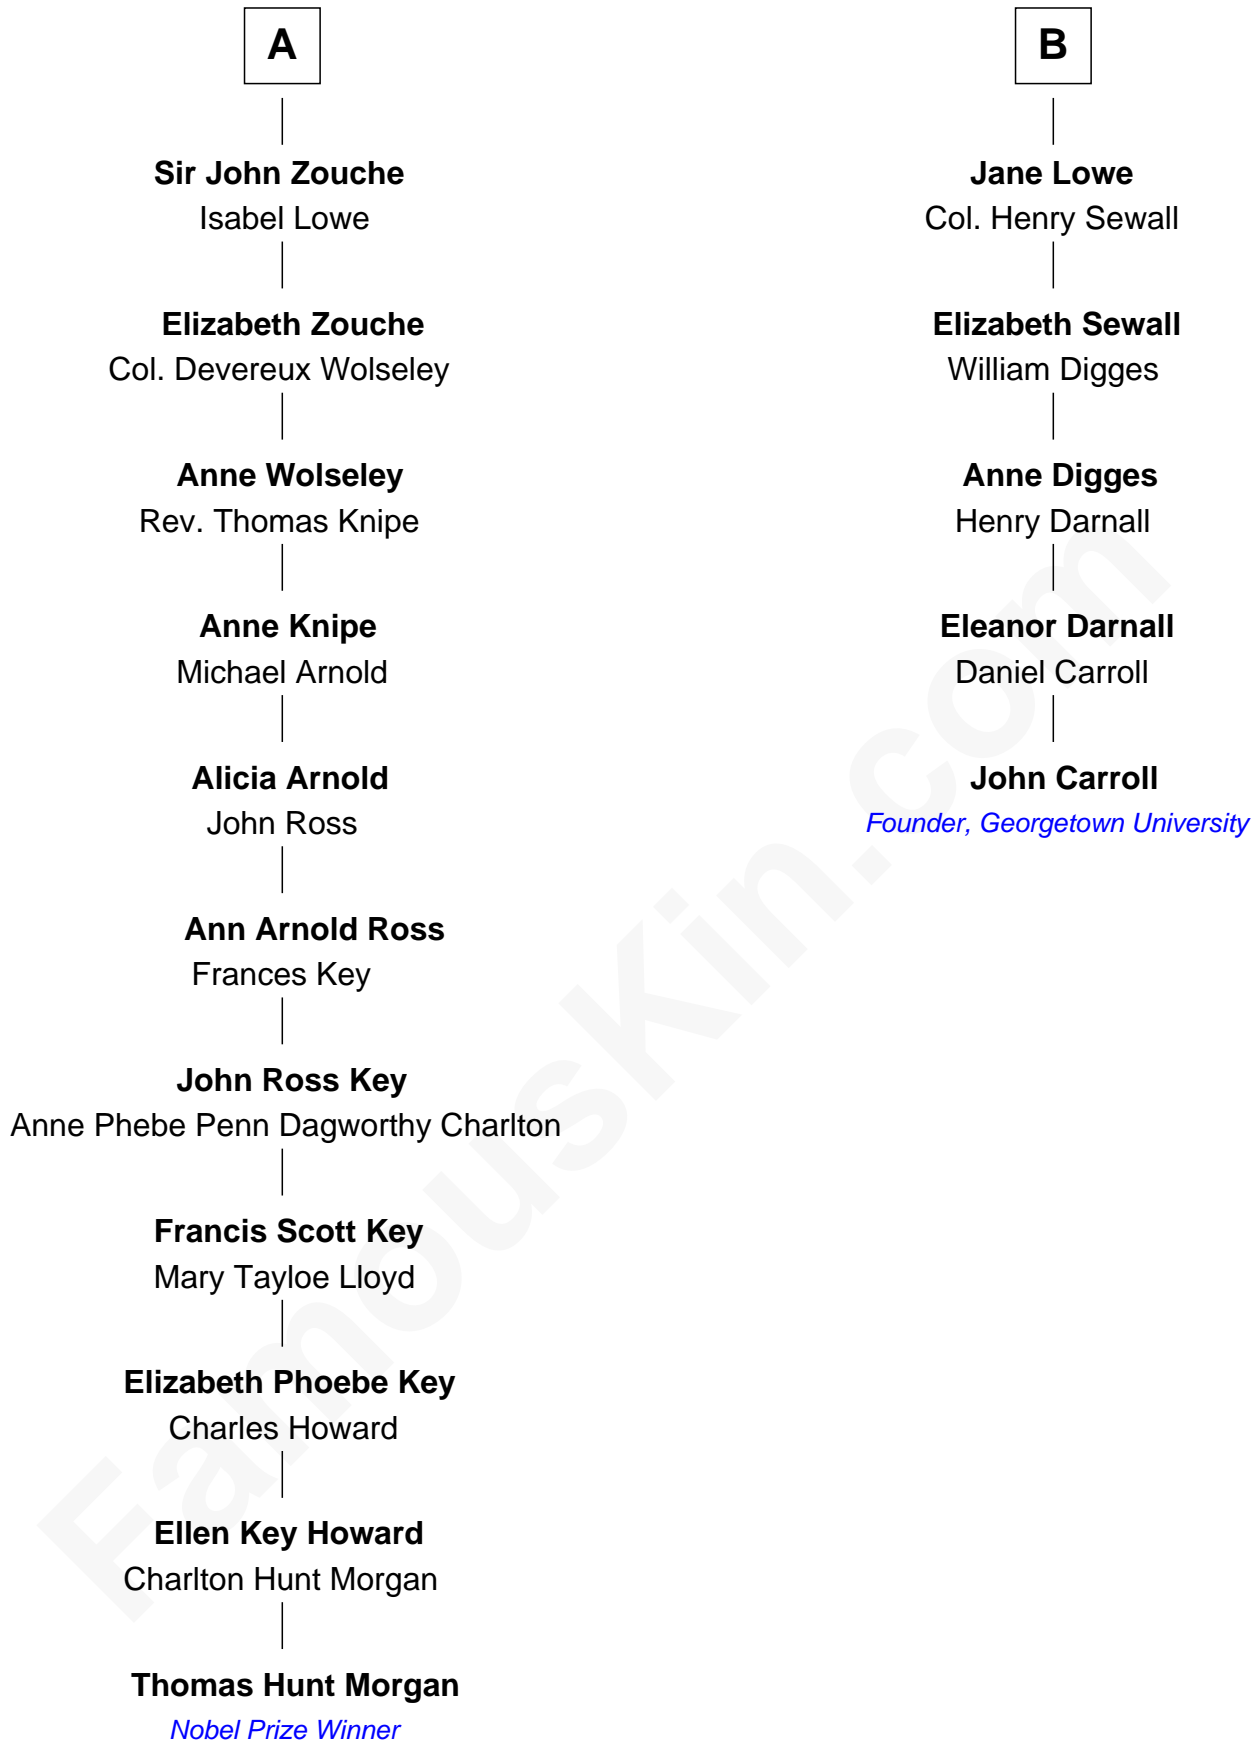 A
Sir John Zouche
Isabel Lowe
Elizabeth Zouche
Col. Devereux Wolseley
Anne Wolseley
Rev. Thomas Knipe
Anne Knipe
Michael Arnold
Alicia Arnold
John Ross
Ann Arnold Ross
Frances Key
John Ross Key
Anne Phebe Penn Dagworthy Charlton
Francis Scott Key
Mary Tayloe Lloyd
Elizabeth Phoebe Key
Charles Howard
Ellen Key Howard
Charlton Hunt Morgan
Thomas Hunt Morgan
Nobel Prize Winner
B
Jane Lowe
Col. Henry Sewall
Elizabeth Sewall
William Digges
Anne Digges
Henry Darnall
Eleanor Darnall
Daniel Carroll
John Carroll
Founder, Georgetown University
FamousKin.com